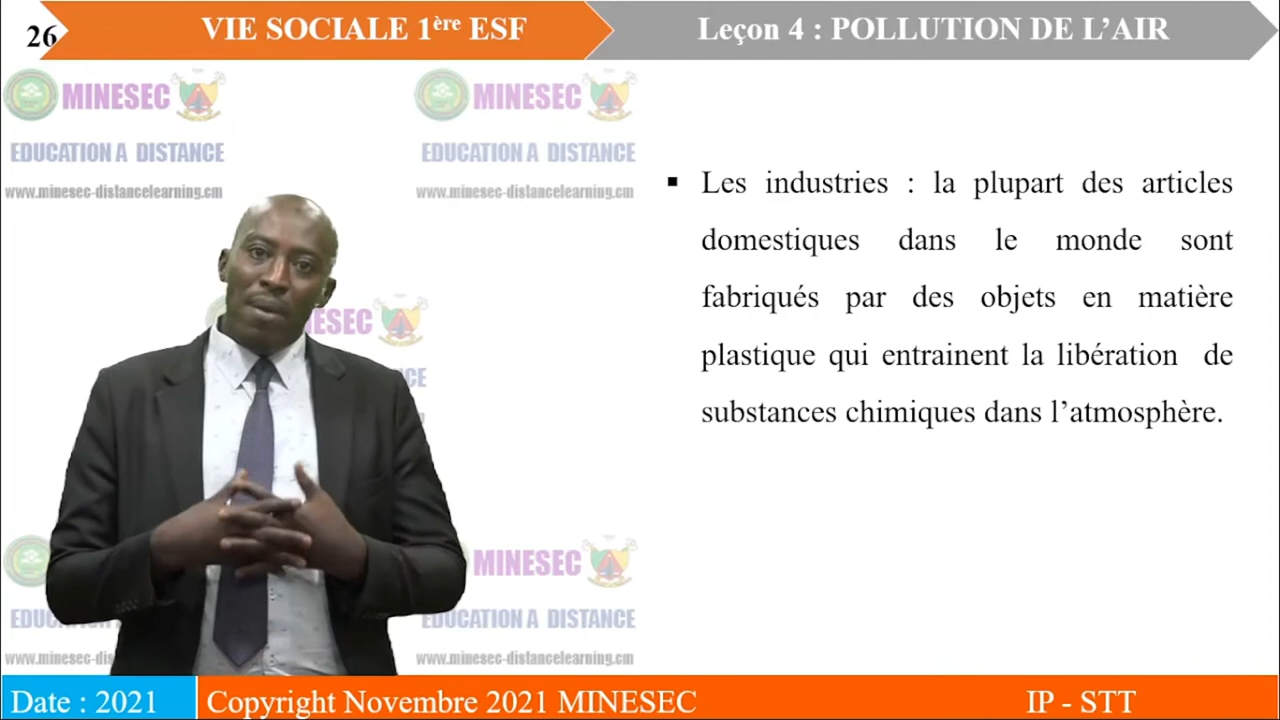 26
VIE SOCIALE 1ère ESF
Leçon 4 : POLLUTION DE L’AIR
MINESEC
EDUCATION A DISTANCE
www.minesec-distancelearning.cm
MINESEC
EDUCATION A DISTANCE
www.minesec-distancelearning.cm
▪ Les industries : la plupart des articles
domestiques dans le monde sont
fabriqués par des objets en matière
plastique qui entrainent la libération de
substances chimiques dans l’atmosphère.
MINESEC
EDUCATION A DISTANCE
www.minesec-distancelearning.cm
Date : 2021
Copyright Novembre 2021 MINESEC
IP - STT